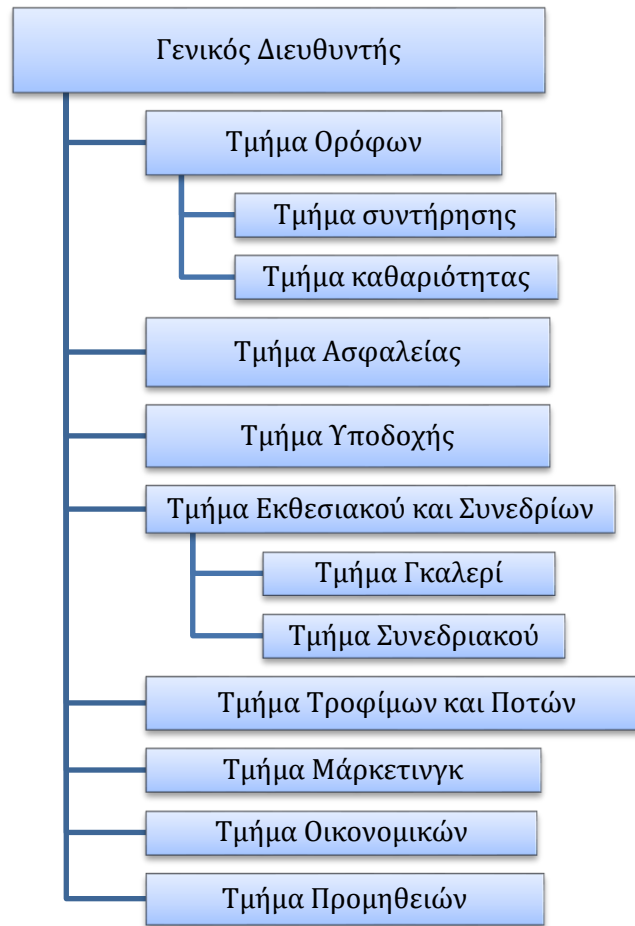 Γενικός Διευθυντής
Τμήμα Ορόφων
Τμήμα συντήρησης
Τμήμα καθαριότητας
Τμήμα Ασφαλείας
Τμήμα Υποδοχής
Τμήμα Εκθεσιακού και Συνεδρίων
Τμήμα Γκαλερί
Τμήμα Συνεδριακού
Τμήμα Τροφίμων και Ποτών
Τμήμα Μάρκετινγκ
Τμήμα Οικονομικών
Τμήμα Προμηθειών